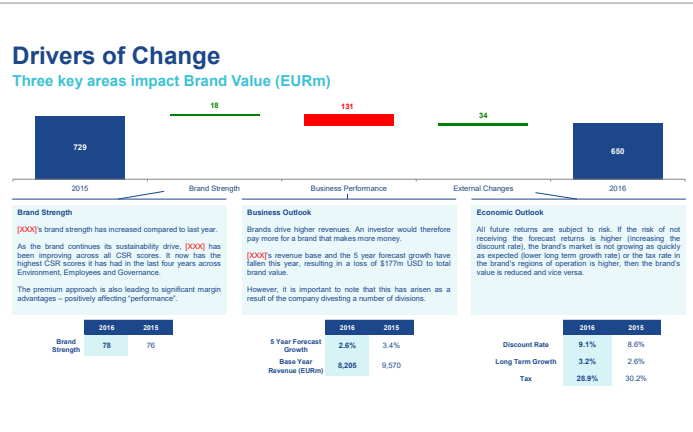 Drivers of Change
Three key areas impact Brand Value (EURm)
18
131
34
729
650
2015
Brand Strength
Business Performance
External Changes
2016
Brand Strength
[XXX]'s brand strength has increased compared to last year.
As the brand continues its sustainability drive, [XXX] has
been improving across all CSR scores. It now has the
highest CSR scores it has had in the last four years across
Environment, Employees and Governance.
The premium approach is also leading to significant margin
advantages – positively affecting "performance".
Business Outlook
Brands drive higher revenues. An investor would therefore
pay more for a brand that makes more money.
[XXX]'s revenue base and the 5 year forecast growth have
fallen this year, resulting in a loss of $177m USD to total
brand value.
However, it is important to note that this has arisen as a
result of the company divesting a number of divisions.
Economic Outlook
All future returns are subject to risk. If the risk of not
receiving the forecast returns is higher (increasing the
discount rate), the brand's market is not growing as quickly
as expected (lower long growth rate) or the tax rate in
the brand's regions of operation is higher, then the brand's
value is reduced and vice versa.
2016 2015
Brand
Strength 78 76
2016 2015
5 Year Forecast
Growth 2.6% 3.4%
Base Year
Revenue (EURm) 8,205 9,570
2016 2015
Discount Rate 9.1% 8.6%
Long Term Growth 3.2% 2.6%
Tax 28.9% 30.2%